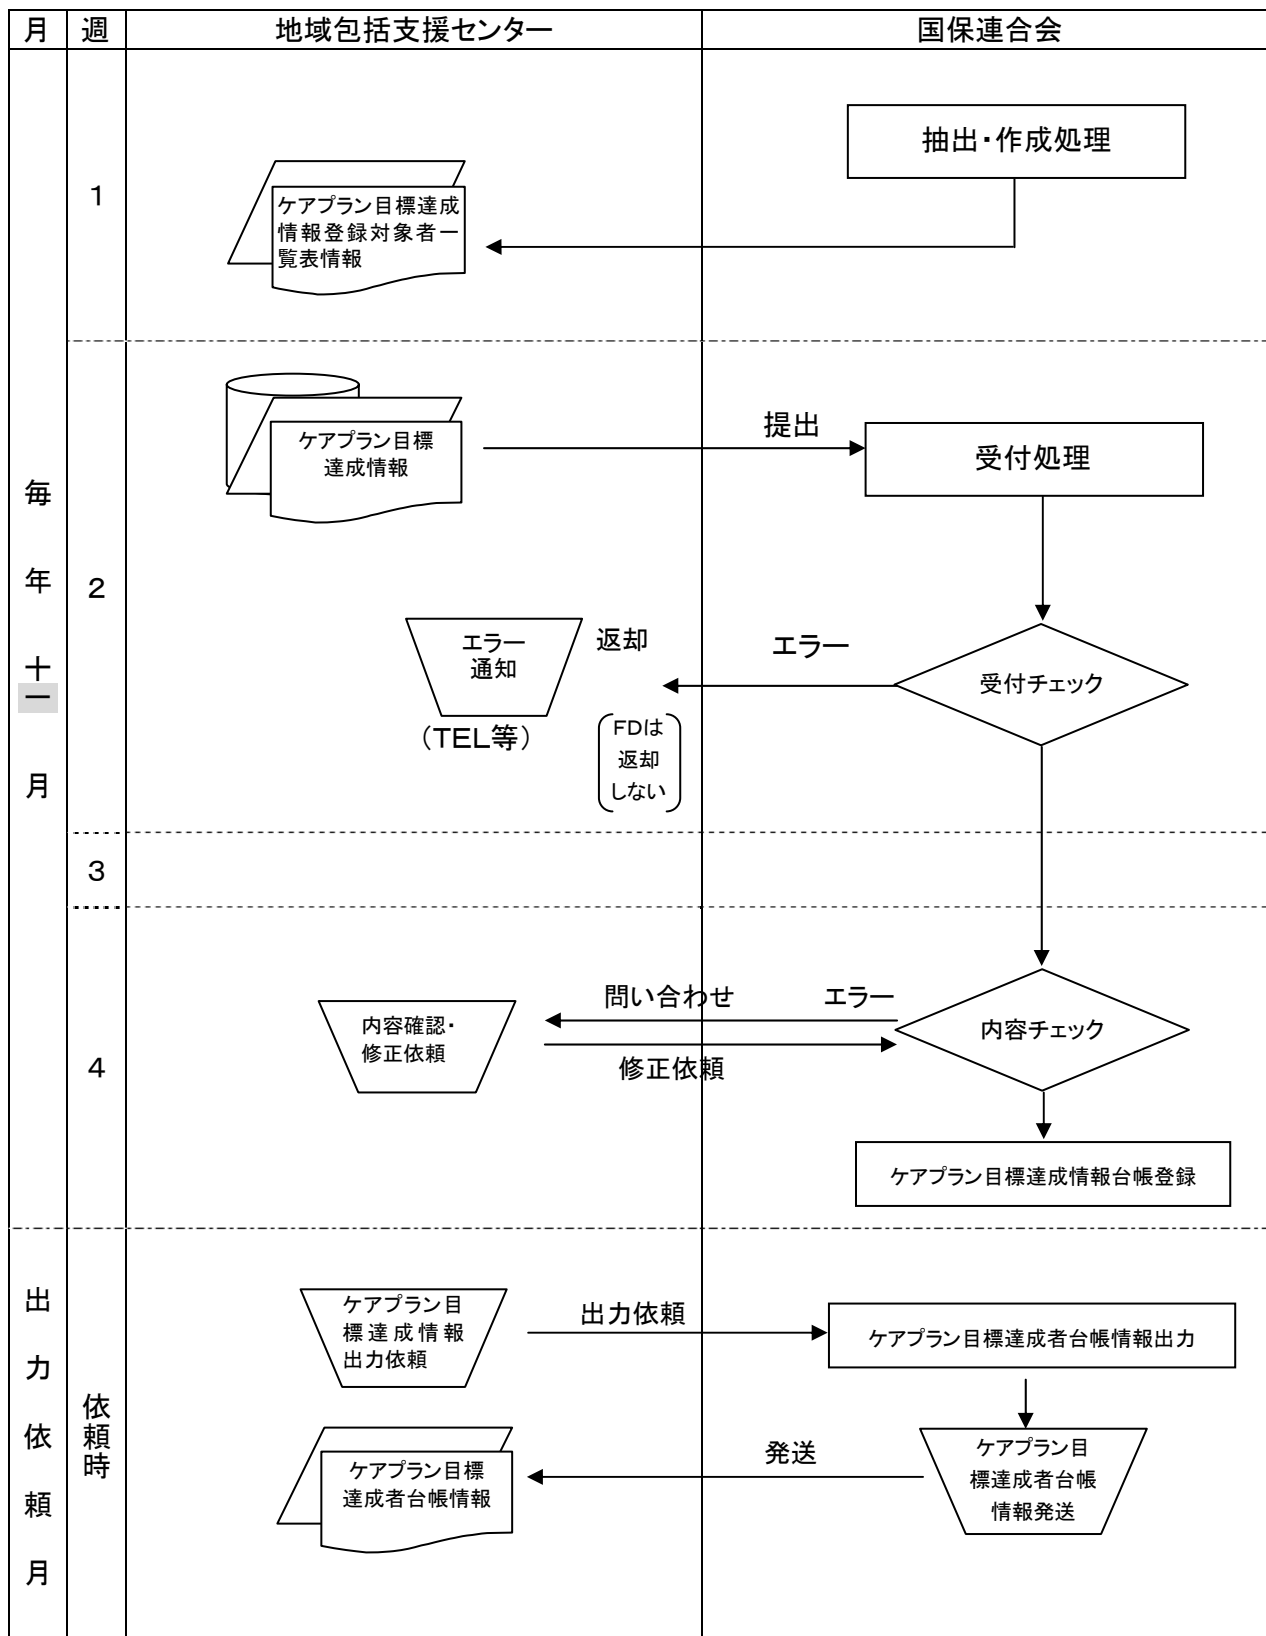 月 週 地域包括支援センター 国保連合会
毎年十一月
1
抽出・作成処理
ケアプラン目標達成
情報登録対象者一
覧表情報
2
ケアプラン目標
達成情報
提出
受付処理
エラー
通知
(TEL等)
返却
FDは
返却
しない
エラー
受付チェック
3
4
内容確認・
修正依頼
問い合わせ
エラー
修正依頼
内容チェック
ケアプラン目標達成情報台帳登録
出力依頼月
依頼時
ケアプラン目
標達成情報
出力依頼
出力依頼
ケアプラン目標達成者台帳情報出力
ケアプラン目標
達成者台帳情報
発送
ケアプラン目
標達成者台帳
情報発送